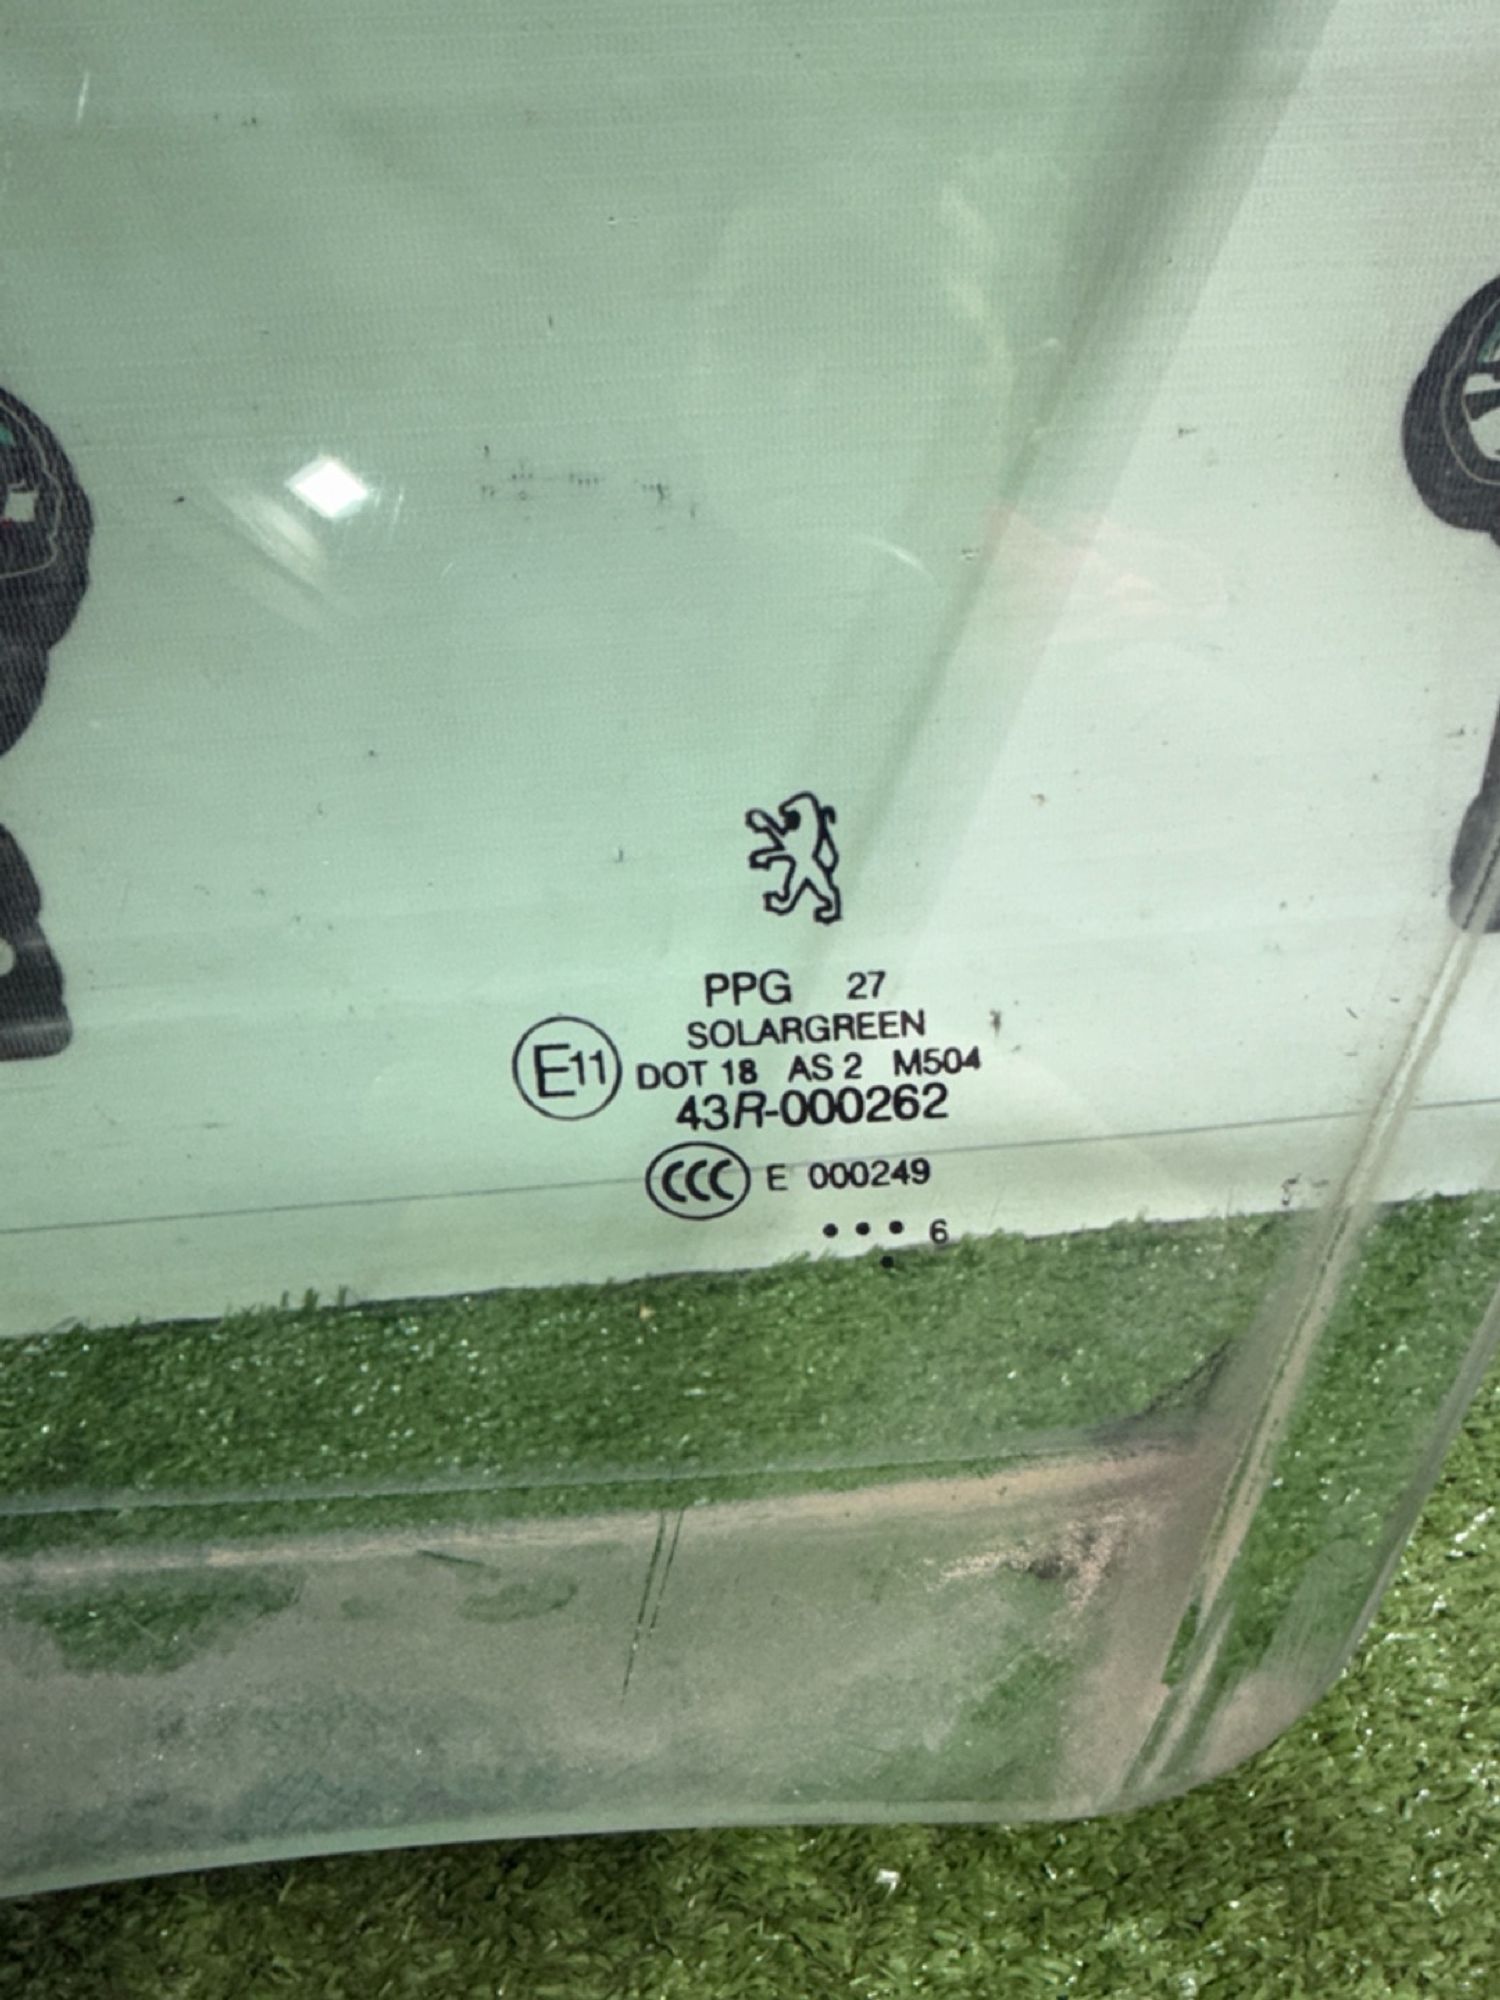 PPG 27
SOLARGREEN
E11 DOT 18 AS 2 M504
43R-000262
CCC E 000249
• • • 6
•